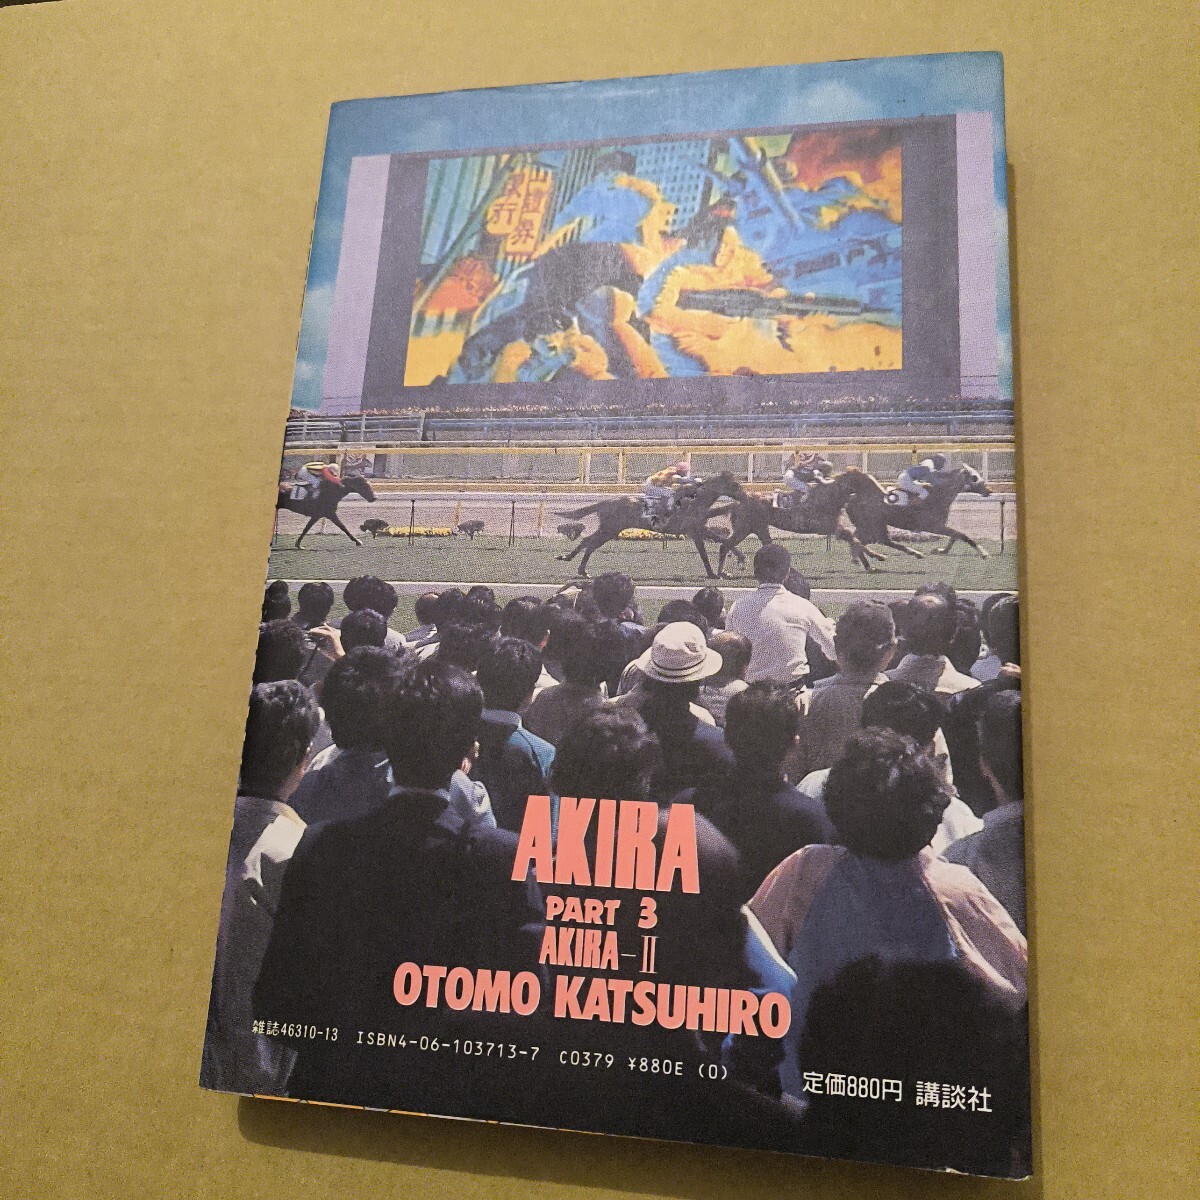 AKIRA
PART 3
AKIRA-II
OTOMO KATSUHIRO
雑誌46310-13 ISBN4-06-103713-7 C0379 ¥880E (0)
定価880円 講談社